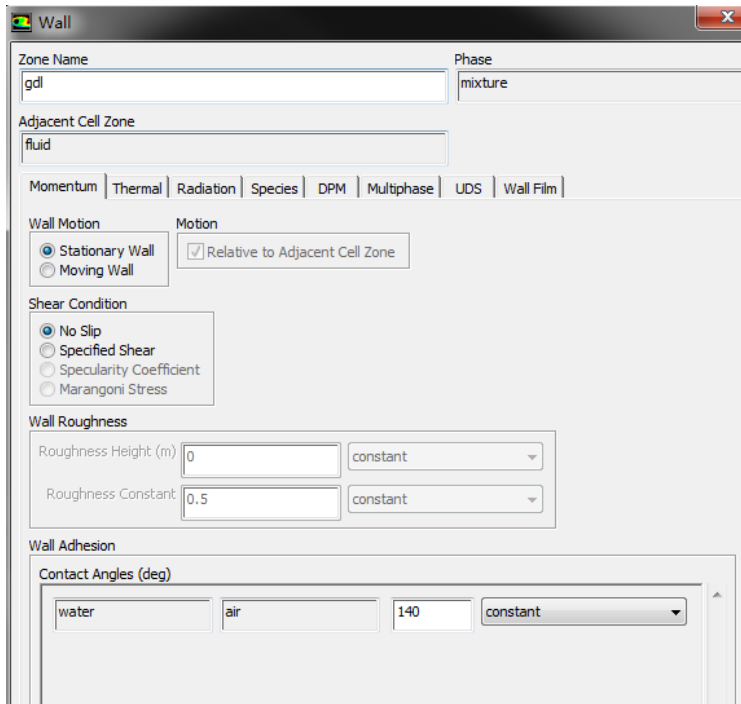 Wall
Zone Name Phase
gdl mixture
Adjacent Cell Zone
fluid
Momentum Thermal Radiation Species DPM Multiphase UDS Wall Film
Wall Motion Motion
Stationary Wall Relative to Adjacent Cell Zone
Moving Wall
Shear Condition
No Slip
Specified Shear
Specularity Coefficient
Marangoni Stress
Wall Roughness
Roughness Height (m) 0 constant
Roughness Constant 0.5 constant
Wall Adhesion
Contact Angles (deg)
water air 140 constant